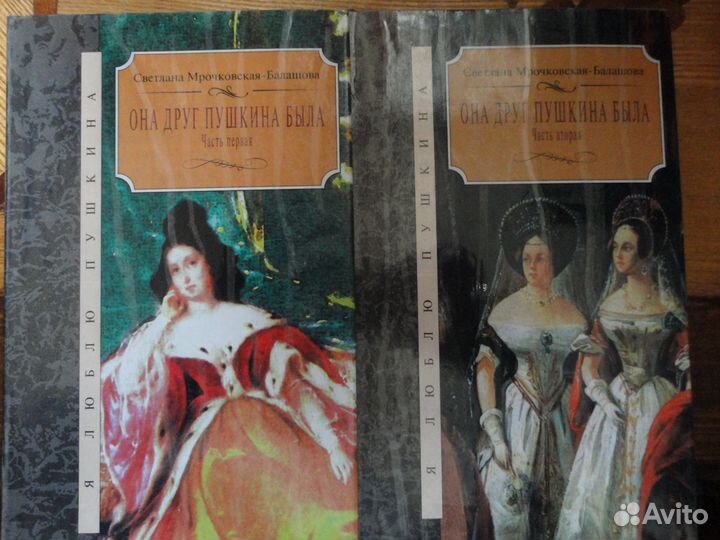 Светлана Мрочковская-Балашова
ОНА ДРУГ ПУШКИНА БЫЛА
Часть первая
Я ЛЮБЛЮ ПУШКИНА
Светлана Мрочковская-Балашова
ОНА ДРУГ ПУШКИНА БЫЛА
Часть вторая
Я ЛЮБЛЮ ПУШКИНА
Avito